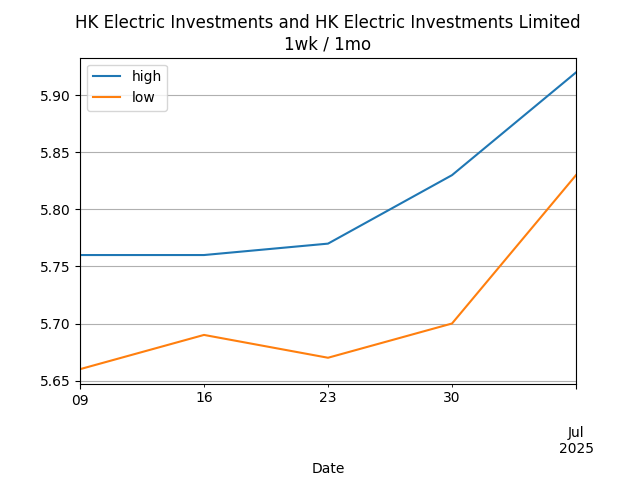 HK Electric Investments and HK Electric Investments Limited
1wk / 1mo
high
low
5.90
5.85
5.80
5.75
5.70
5.65
09
16
23
30
Jul
2025
Date